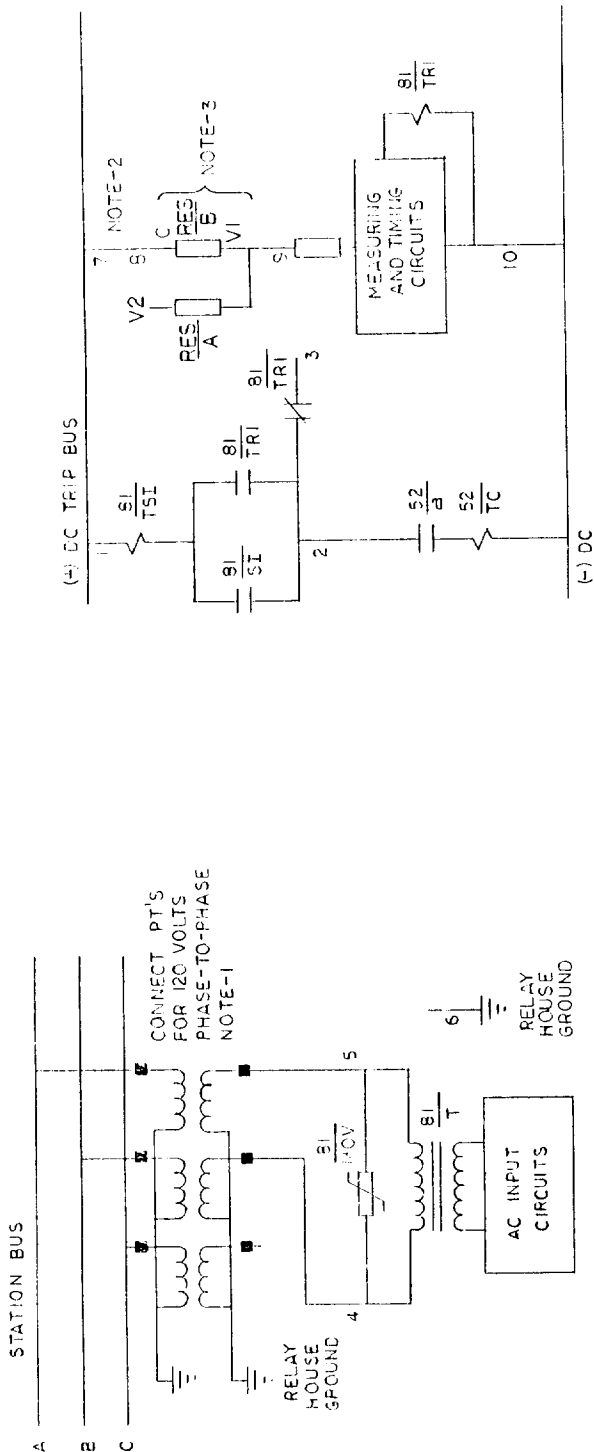 STATION BUS
A
B
C
CONNECT PT'S
FOR 120 VOLTS
PHASE-TO-PHASE
NOTE-1
RELAY
HOUSE
GROUND
4
5
81
MOV
81
T
AC INPUT
CIRCUITS
6
RELAY
HOUSE
GROUND
(+) DC TRIP BUS
1
81
TSI
81
SI
81
TRI
81
TRI
3
2
52
a
52
TC
(-) DC
7
NOTE-2
8
C
V2
RES
A
RES
B
V1
NOTE-3
9
MEASURING
AND TIMING
CIRCUITS
81
TRI
10